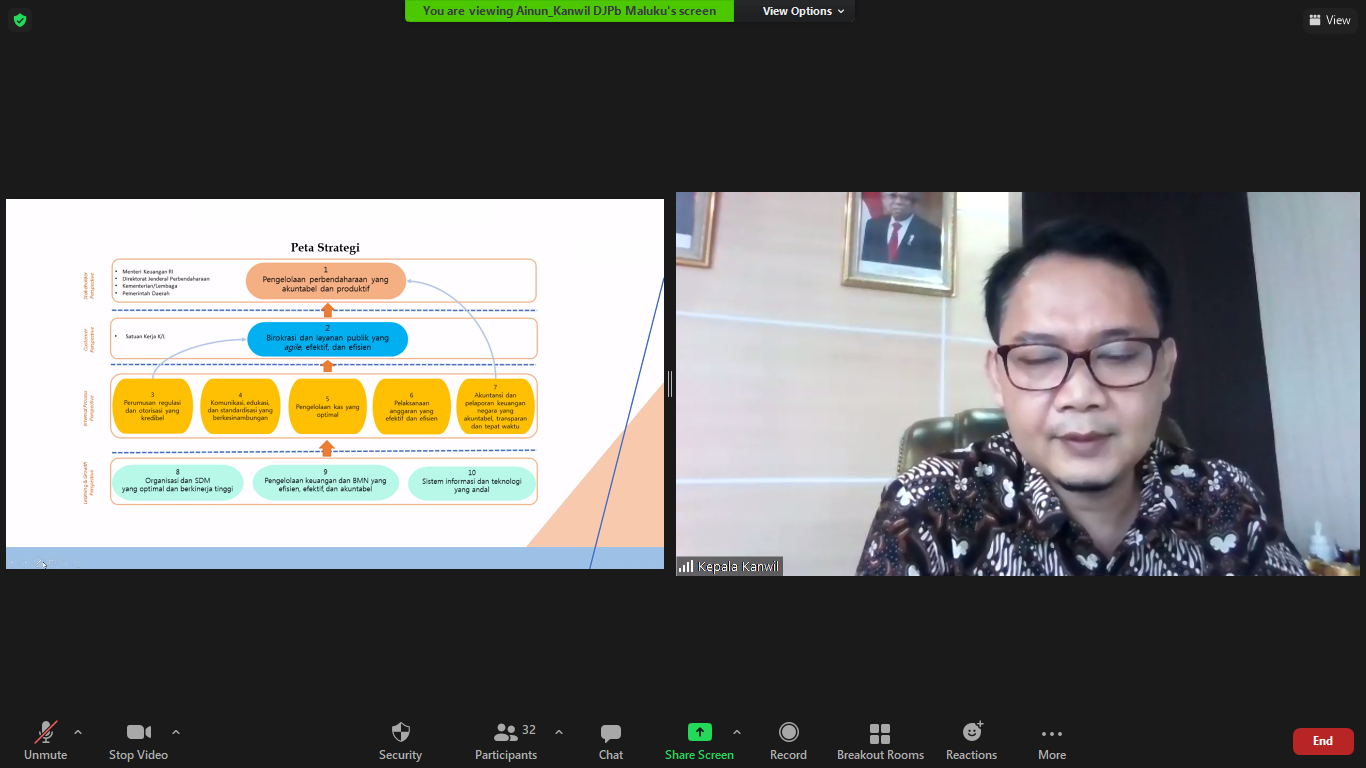 You are viewing Ainun_Kanwil DJPb Maluku's screen
View Options
View
Peta Strategi
Stakeholder
Perspective
• Menteri Keuangan RI
• Direktorat Jenderal Perbendaharaan
• Kementerian/Lembaga
• Pemerintah Daerah
1
Pengelolaan perbendaharaan yang
akuntabel dan produktif
Customer
Perspective
• Satuan Kerja K/L
2
Birokrasi dan layanan publik yang
agile, efektif, dan efisien
Internal Process
Perspective
3
Perumusan regulasi
dan otorisasi yang
kredibel
4
Komunikasi, edukasi,
dan standardisasi yang
berkesinambungan
5
Pengelolaan kas yang
optimal
6
Pelaksanaan
anggaran yang
efektif dan efisien
7
Akuntansi dan
pelaporan keuangan
negara yang
akuntabel, transparan
dan tepat waktu
Learning & Growth
Perspective
8
Organisasi dan SDM
yang optimal dan berkinerja tinggi
9
Pengelolaan keuangan dan BMN yang
efisien, efektif, dan akuntabel
10
Sistem informasi dan teknologi
yang andal
Kepala Kanwil
Unmute
Stop Video
Security
Participants
32
Chat
Share Screen
Record
Breakout Rooms
Reactions
More
End